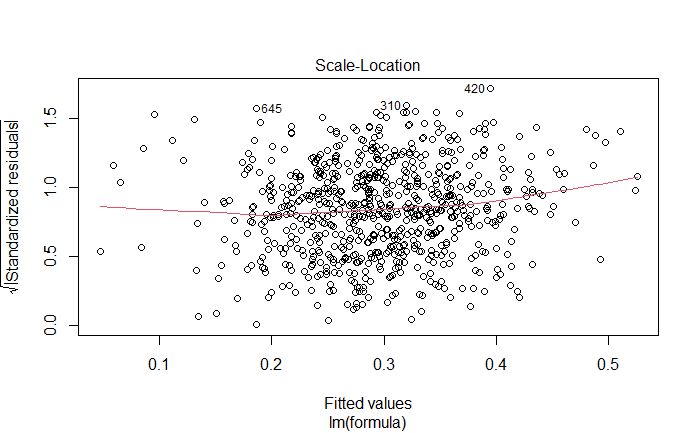 Scale-Location
√|Standardized residuals|
0.0 0.5 1.0 1.5
645
310
420
0.1 0.2 0.3 0.4 0.5
Fitted values
lm(formula)